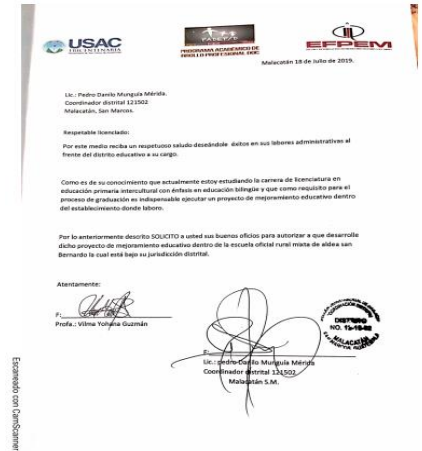 USAC
TRICENTENARIA
PADEP/D
PROGRAMA ACADÉMICO DE
EFPEM
Malacatán 18 de Julio de 2019.
Lic.: Pedro Danilo Munguía Mérida.
Coordinador distrital 121502
Malacatán, San Marcos.
Respetable licenciado:
Por este medio reciba un respetuoso saludo deseándole éxitos en sus labores administrativas al
frente del distrito educativo a su cargo.
Como es de su conocimiento que actualmente estoy estudiando la carrera de licenciatura en
educación primaria intercultural con énfasis en educación bilingüe y que como requisito para el
proceso de graduación es indispensable ejecutar un proyecto de mejoramiento educativo dentro
del establecimiento donde laboro.
Por lo anteriormente descrito SOLICITO a usted sus buenos oficios para autorizar a que desarrolle
dicho proyecto de mejoramiento educativo dentro de la escuela oficial rural mixta de aldea san
Bernardo la cual está bajo su jurisdicción distrital.
Atentamente:
F:
Profa.: Vilma Yohana Guzmán
F:
Lic.: pedro Danilo Munguía Mérida
Coordinador distrital 121502
Malacatán S.M.
DISTRITO
MALACATÁN
Escaneado con CamScanner